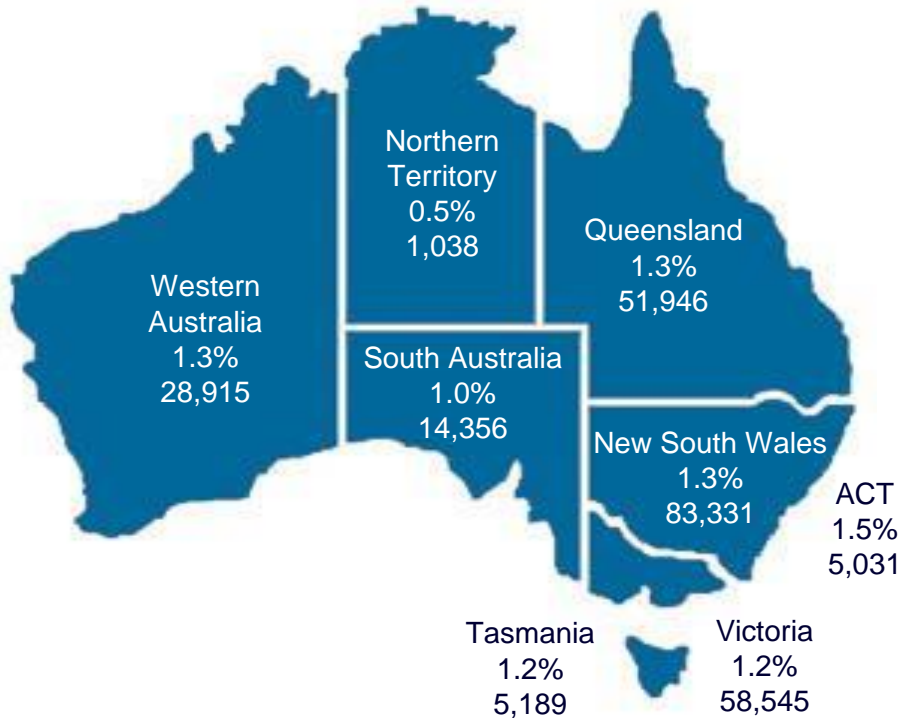 Northern
Territory
0.5%
1,038
Queensland
1.3%
51,946
Western
Australia
1.3%
28,915
South Australia
1.0%
14,356
New South Wales
1.3%
83,331
ACT
1.5%
5,031
Tasmania
1.2%
5,189
Victoria
1.2%
58,545